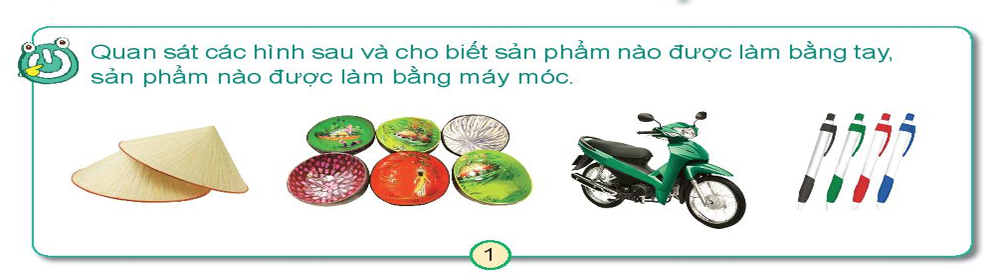 Quan sát các hình sau và cho biết sản phẩm nào được làm bằng tay,
sản phẩm nào được làm bằng máy móc.
1